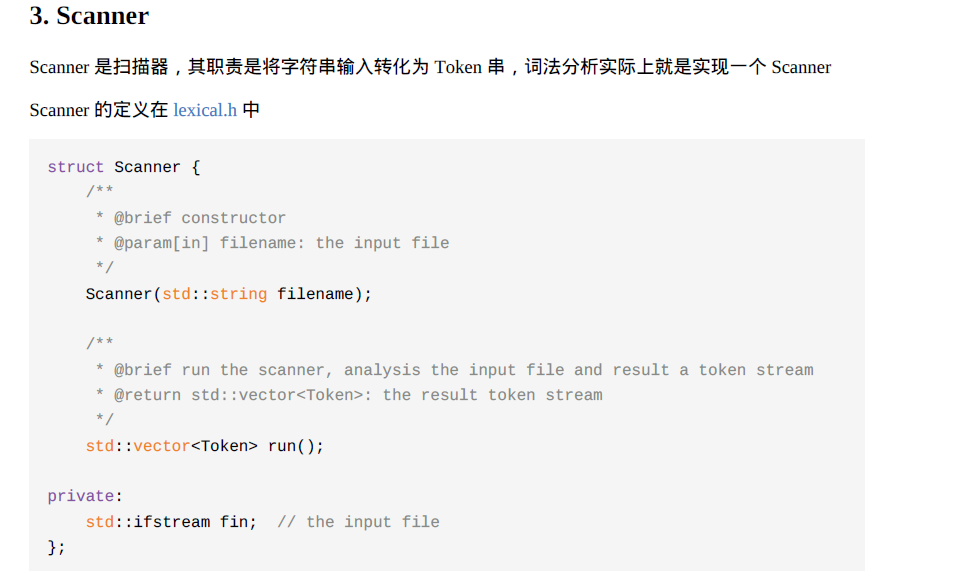 3. Scanner
Scanner 是扫描器，其职责是将字符串输入转化为 Token 串，词法分析实际上就是实现一个 Scanner
Scanner 的定义在 lexical.h 中
struct Scanner {
    /**
     * @brief constructor
     * @param[in] filename: the input file
     */
    Scanner(std::string filename);

    /**
     * @brief run the scanner, analysis the input file and result a token stream
     * @return std::vector<Token>: the result token stream
     */
    std::vector<Token> run();

private:
    std::ifstream fin;  // the input file
};